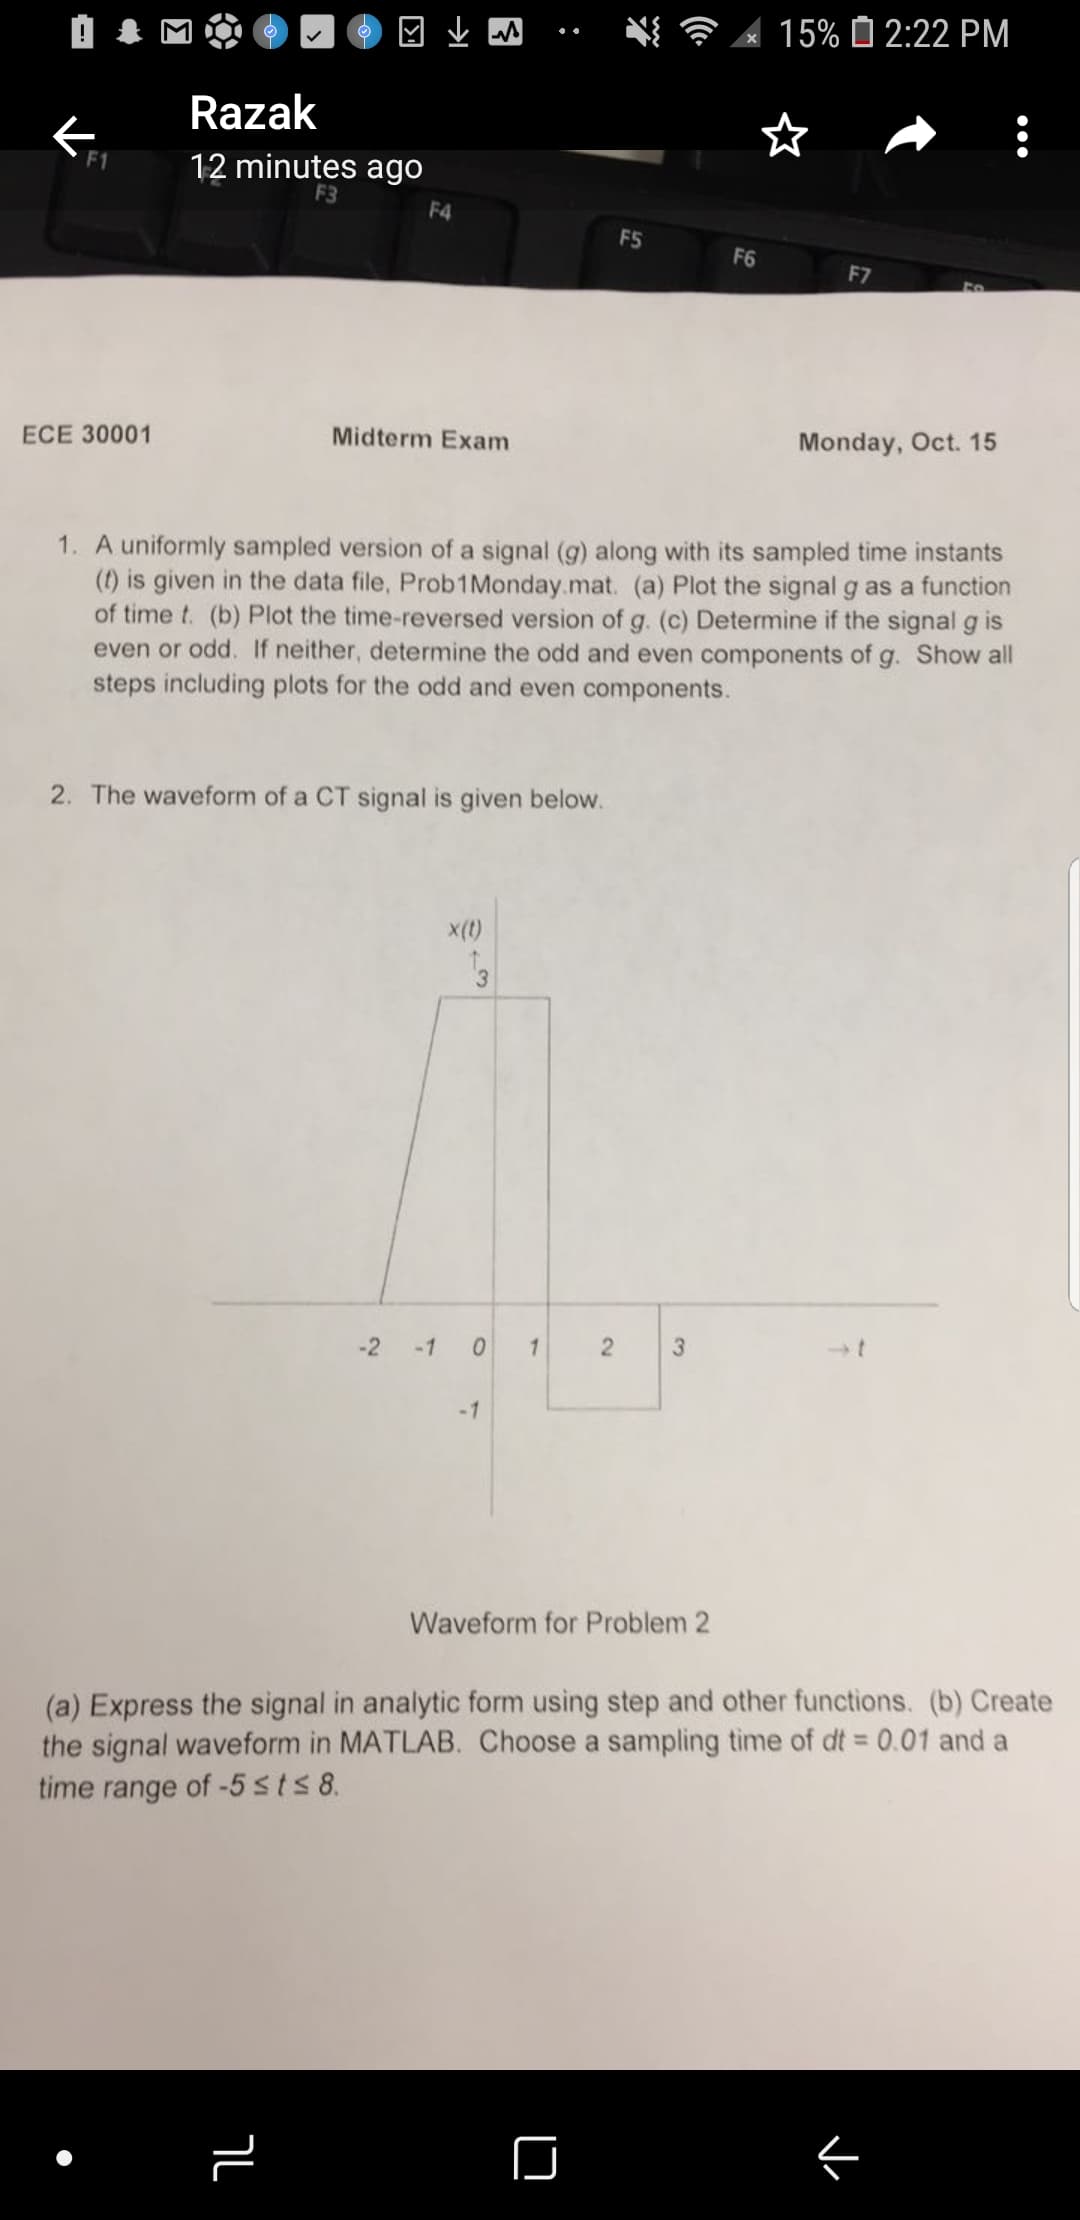 15% 2:22 PM
Razak
12 minutes ago
F1
F2
F3
F4
F5
F6
F7
ECE 30001 Midterm Exam Monday, Oct. 15
1. A uniformly sampled version of a signal (g) along with its sampled time instants
(t) is given in the data file, Prob1Monday.mat. (a) Plot the signal g as a function
of time t. (b) Plot the time-reversed version of g. (c) Determine if the signal g is
even or odd. If neither, determine the odd and even components of g. Show all
steps including plots for the odd and even components.
2. The waveform of a CT signal is given below.
x(t)
↑
3
-2 -1 0 1 2 3 → t
-1
Waveform for Problem 2
(a) Express the signal in analytic form using step and other functions. (b) Create
the signal waveform in MATLAB. Choose a sampling time of dt = 0.01 and a
time range of -5 ≤ t ≤ 8.